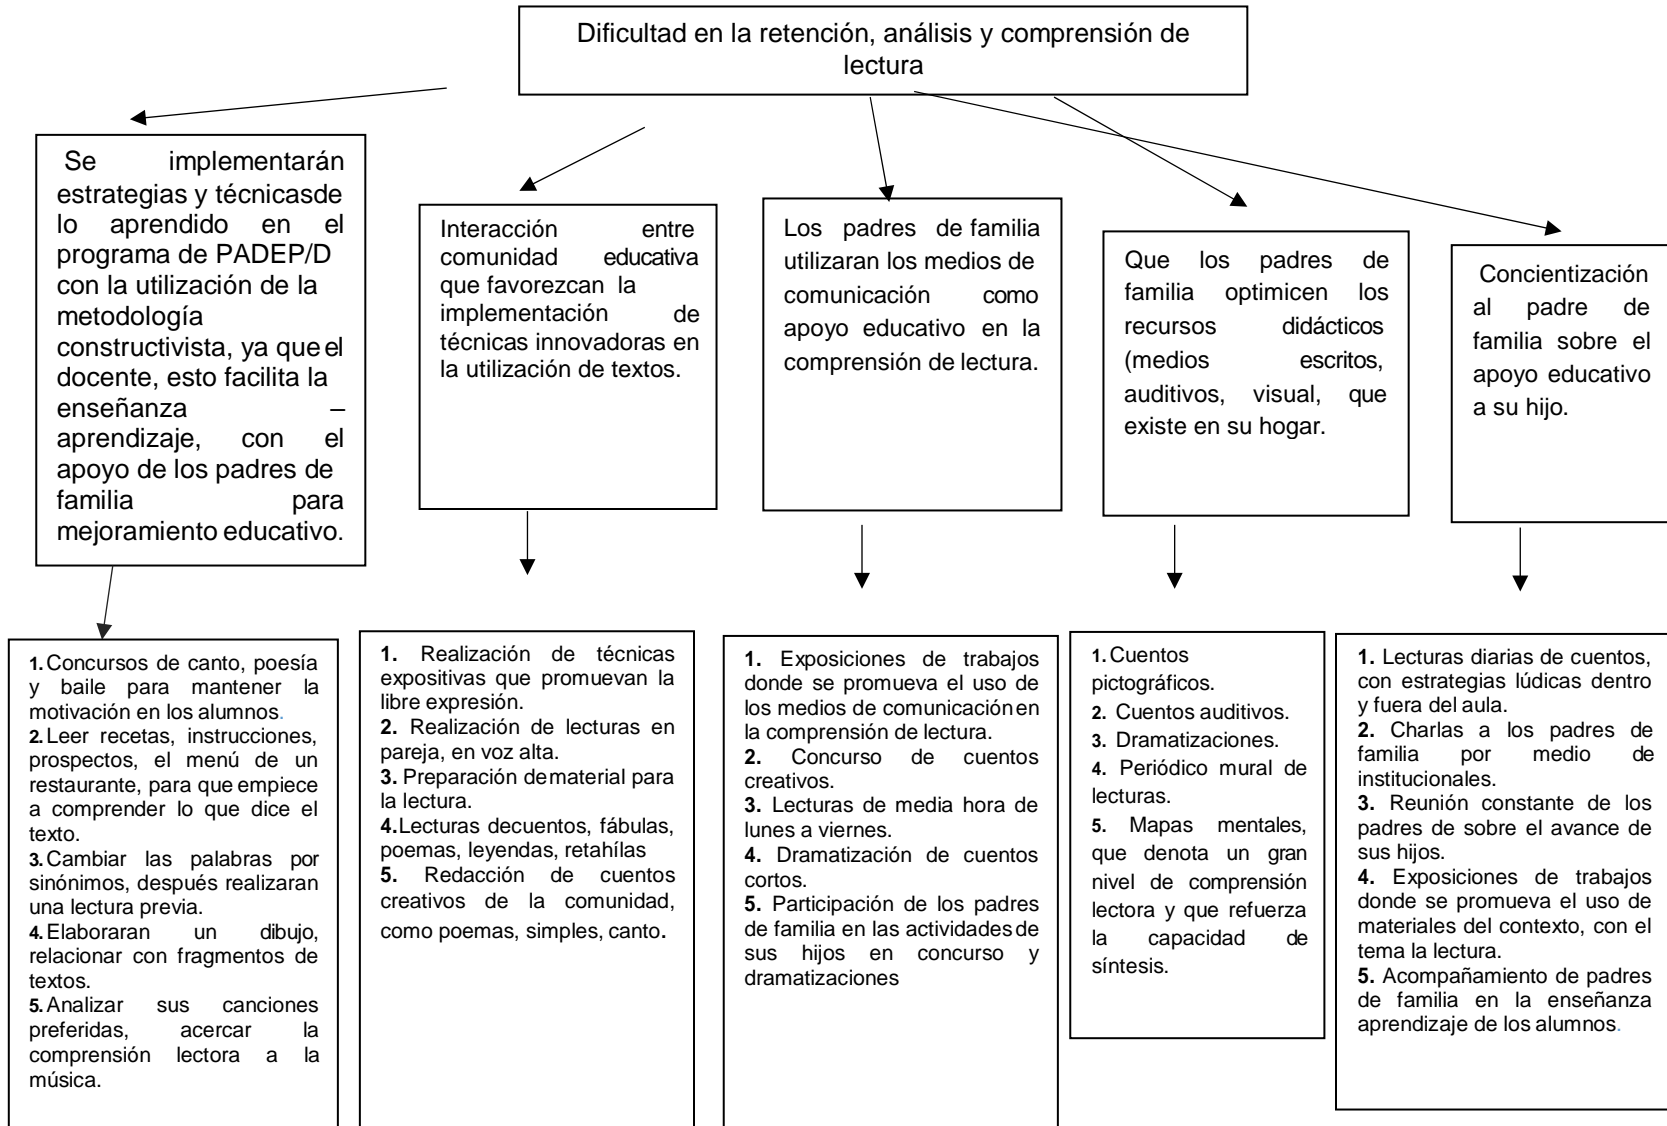 Dificultad en la retención, análisis y comprensión de
lectura
Se implementarán
estrategias y técnicasde
lo aprendido en el
programa de PADEP/D
con la utilización de la
metodología
constructivista, ya que el
docente, esto facilita la
enseñanza –
aprendizaje, con el
apoyo de los padres de
familia para
mejoramiento educativo.
Interacción entre
comunidad educativa
que favorezcan la
implementación de
técnicas innovadoras en
la utilización de textos.
Los padres de familia
utilizaran los medios de
comunicación como
apoyo educativo en la
comprensión de lectura.
Que los padres de
familia optimicen los
recursos didácticos
(medios escritos,
auditivos, visual, que
existe en su hogar.
Concientización
al padre de
familia sobre el
apoyo educativo
a su hijo.
1. Concursos de canto, poesía
y baile para mantener la
motivación en los alumnos.
2. Leer recetas, instrucciones,
prospectos, el menú de un
restaurante, para que empiece
a comprender lo que dice el
texto.
3. Cambiar las palabras por
sinónimos, después realizaran
una lectura previa.
4. Elaboraran un dibujo,
relacionar con fragmentos de
textos.
5. Analizar sus canciones
preferidas, acercar la
comprensión lectora a la
música.
1. Realización de técnicas
expositivas que promuevan la
libre expresión.
2. Realización de lecturas en
pareja, en voz alta.
3. Preparación dematerial para
la lectura.
4. Lecturas decuentos, fábulas,
poemas, leyendas, retahílas
5. Redacción de cuentos
creativos de la comunidad,
como poemas, simples, canto.
1. Exposiciones de trabajos
donde se promueva el uso de
los medios de comunicación en
la comprensión de lectura.
2. Concurso de cuentos
creativos.
3. Lecturas de media hora de
lunes a viernes.
4. Dramatización de cuentos
cortos.
5. Participación de los padres
de familia en las actividades de
sus hijos en concurso y
dramatizaciones
1. Cuentos
pictográficos.
2. Cuentos auditivos.
3. Dramatizaciones.
4. Periódico mural de
lecturas.
5. Mapas mentales,
que denota un gran
nivel de comprensión
lectora y que refuerza
la capacidad de
síntesis.
1. Lecturas diarias de cuentos,
con estrategias lúdicas dentro
y fuera del aula.
2. Charlas a los padres de
familia por medio de
institucionales.
3. Reunión constante de los
padres de sobre el avance de
sus hijos.
4. Exposiciones de trabajos
donde se promueva el uso de
materiales del contexto, con el
tema la lectura.
5. Acompañamiento de padres
de familia en la enseñanza
aprendizaje de los alumnos.